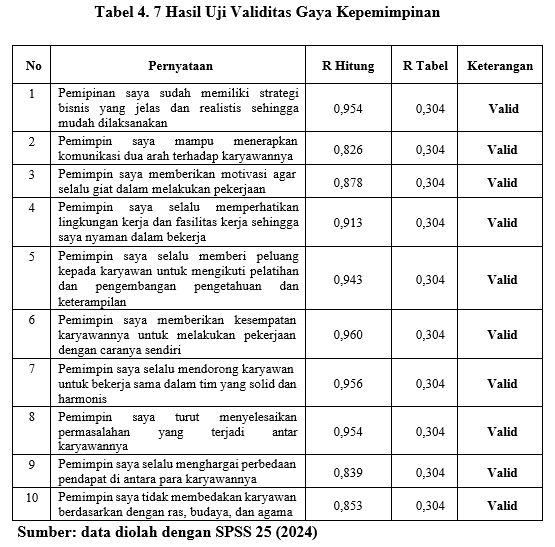 Tabel 4. 7 Hasil Uji Validitas Gaya Kepemimpinan
No Pernyataan R Hitung R Tabel Keterangan
1 Pemipinan saya sudah memiliki strategi
bisnis yang jelas dan realistis sehingga
mudah dilaksanakan
0,954 0,304 Valid
2 Pemimpin saya mampu menerapkan
komunikasi dua arah terhadap karyawannya
0,826 0,304 Valid
3 Pemimpin saya memberikan motivasi agar
selalu giat dalam melakukan pekerjaan
0,878 0,304 Valid
4 Pemimpin saya selalu memperhatikan
lingkungan kerja dan fasilitas kerja sehingga
saya nyaman dalam bekerja
0,913 0,304 Valid
5 Pemimpin saya selalu memberi peluang
kepada karyawan untuk mengikuti pelatihan
dan pengembangan pengetahuan dan
keterampilan
0,943 0,304 Valid
6 Pemimpin saya memberikan kesempatan
karyawannya untuk melakukan pekerjaan
dengan caranya sendiri
0,960 0,304 Valid
7 Pemimpin saya selalu mendorong karyawan
untuk bekerja sama dalam tim yang solid dan
harmonis
0,956 0,304 Valid
8 Pemimpin saya turut menyelesaikan
permasalahan yang terjadi antar
karyawannya
0,954 0,304 Valid
9 Pemimpin saya selalu menghargai perbedaan
pendapat di antara para karyawannya
0,839 0,304 Valid
10 Pemimpin saya tidak membedakan karyawan
berdasarkan dengan ras, budaya, dan agama
0,853 0,304 Valid
Sumber: data diolah dengan SPSS 25 (2024)